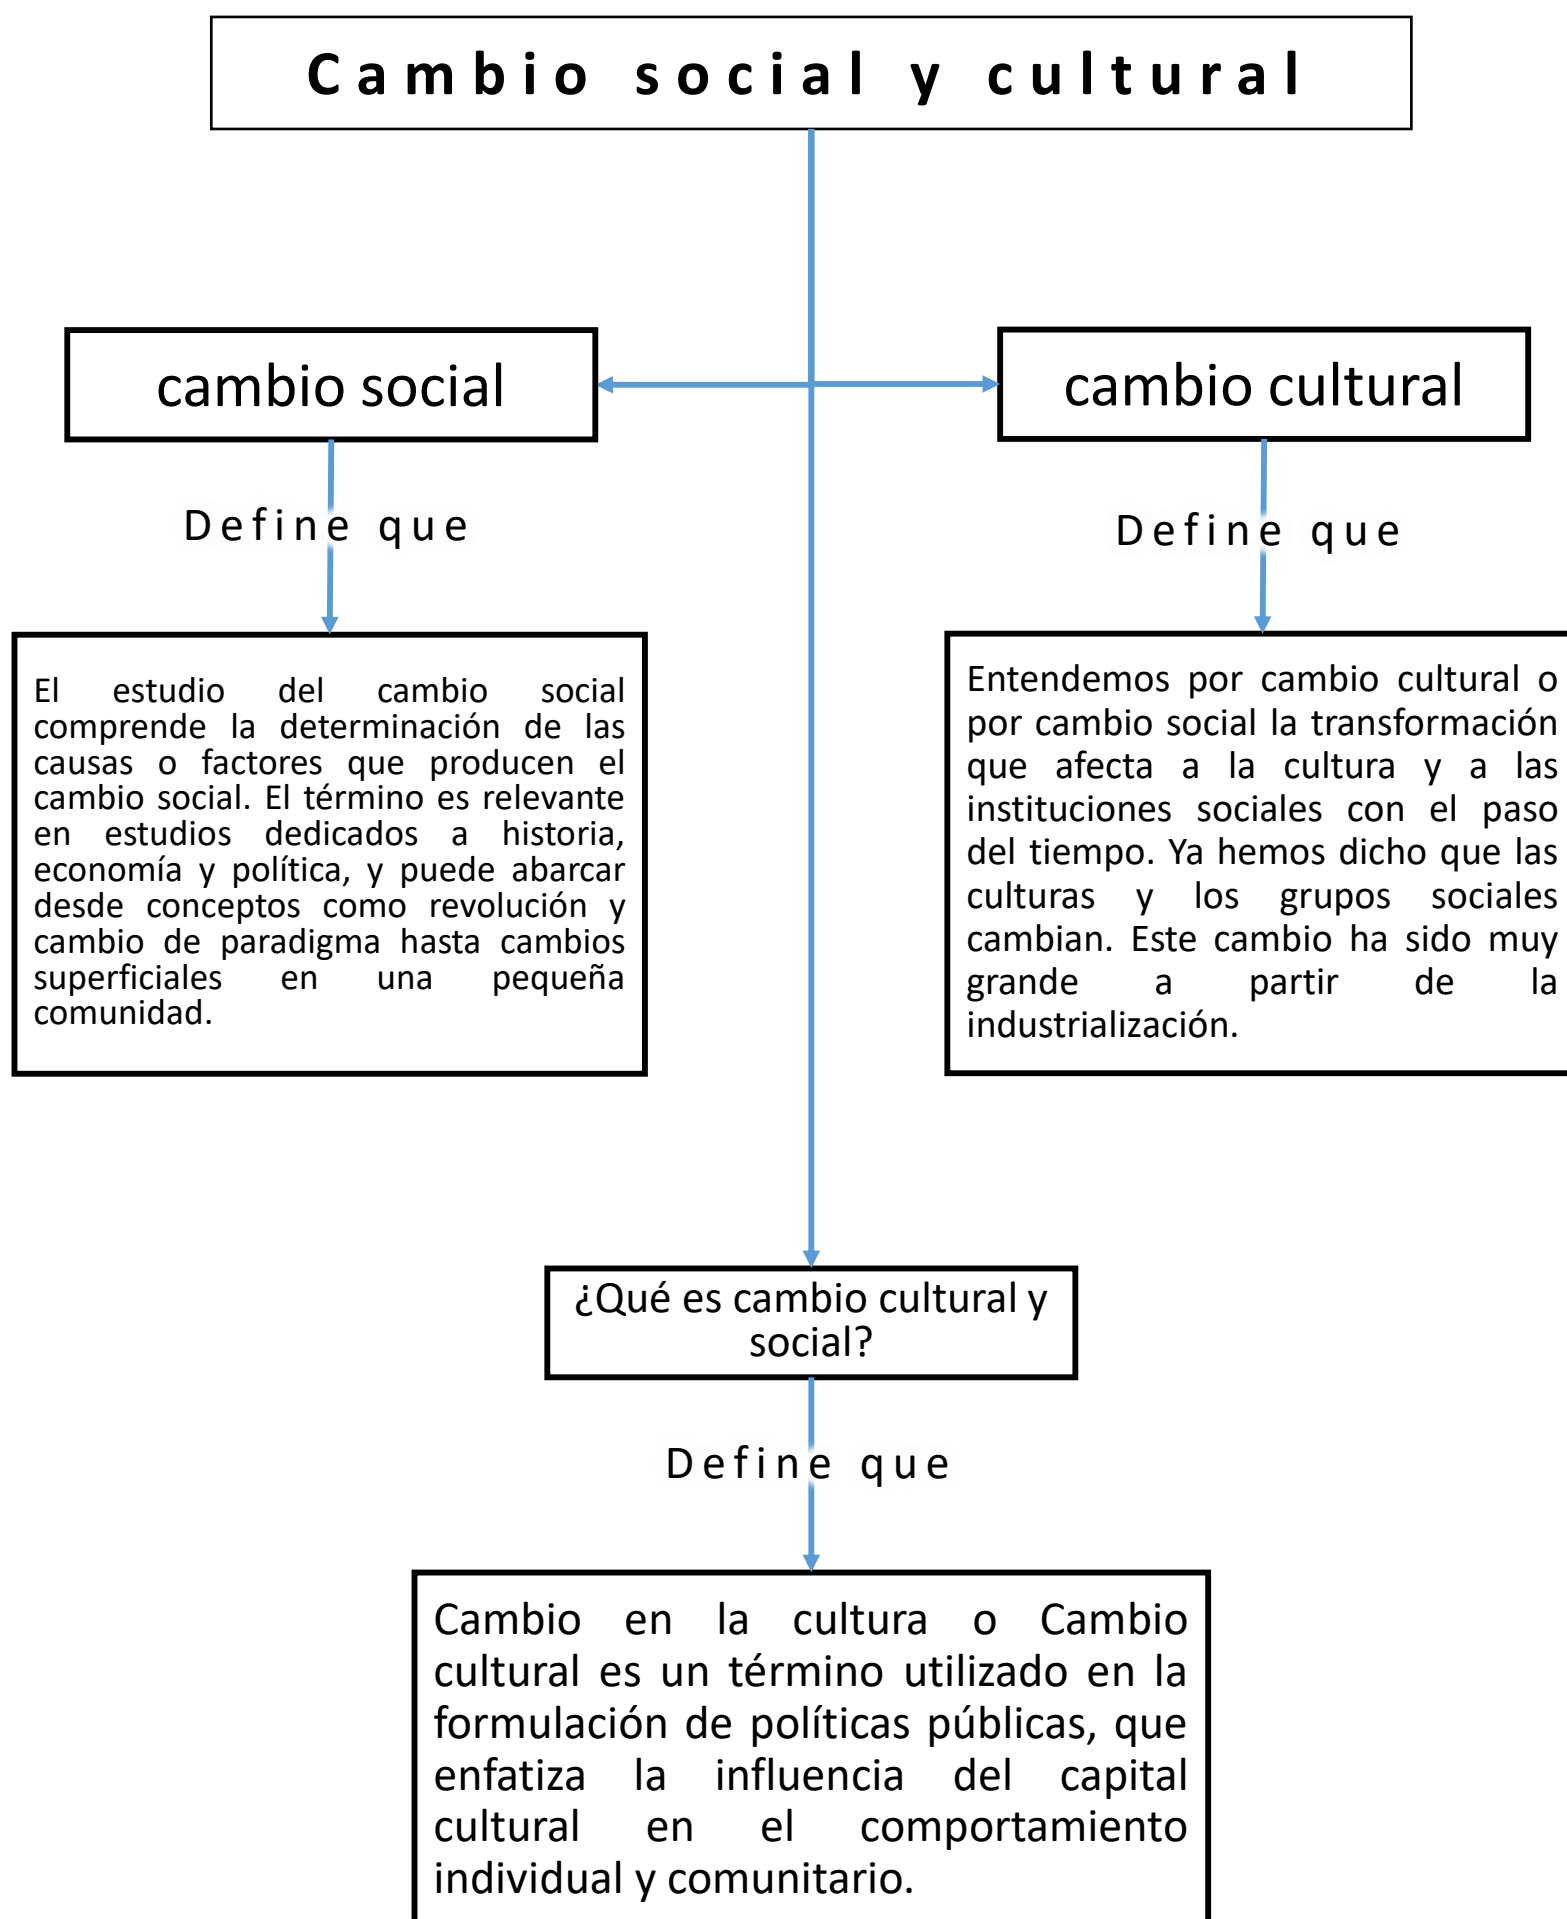 Cambio social y cultural
cambio social
cambio cultural
Define que
Define que
El estudio del cambio social
comprende la determinación de las
causas o factores que producen el
cambio social. El término es relevante
en estudios dedicados a historia,
economía y política, y puede abarcar
desde conceptos como revolución y
cambio de paradigma hasta cambios
superficiales en una pequeña
comunidad.
Entendemos por cambio cultural o
por cambio social la transformación
que afecta a la cultura y a las
instituciones sociales con el paso
del tiempo. Ya hemos dicho que las
culturas y los grupos sociales
cambian. Este cambio ha sido muy
grande a partir de la
industrialización.
¿Qué es cambio cultural y
social?
Define que
Cambio en la cultura o Cambio
cultural es un término utilizado en la
formulación de políticas públicas, que
enfatiza la influencia del capital
cultural en el comportamiento
individual y comunitario.